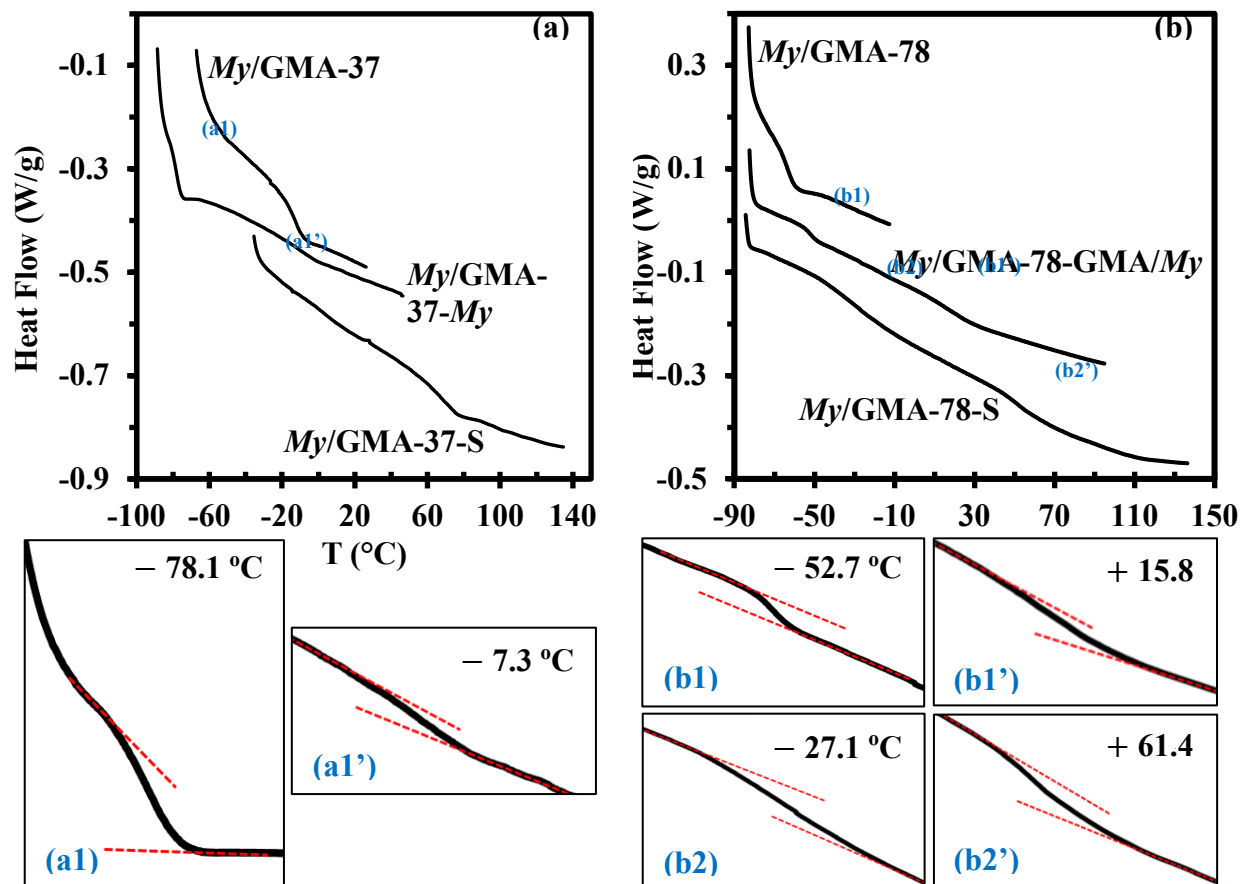 (a)
My/GMA-37
(a1)
(a1')
My/GMA-
37-My
My/GMA-37-S
Heat Flow (W/g)
-0.1
-0.3
-0.5
-0.7
-0.9
-100 -60 -20 20 60 100 140
T (°C)
(b)
My/GMA-78
(b1)
(b2) My/GMA-78-GMA/My
(b1')
(b2')
My/GMA-78-S
Heat Flow (W/g)
0.3
0.1
-0.1
-0.3
-0.5
-90 -50 -10 30 70 110 150
− 78.1 ºC
(a1)
− 7.3 ºC
(a1’)
− 52.7 ºC
(b1)
+ 15.8
(b1’)
− 27.1 ºC
(b2)
+ 61.4
(b2’)